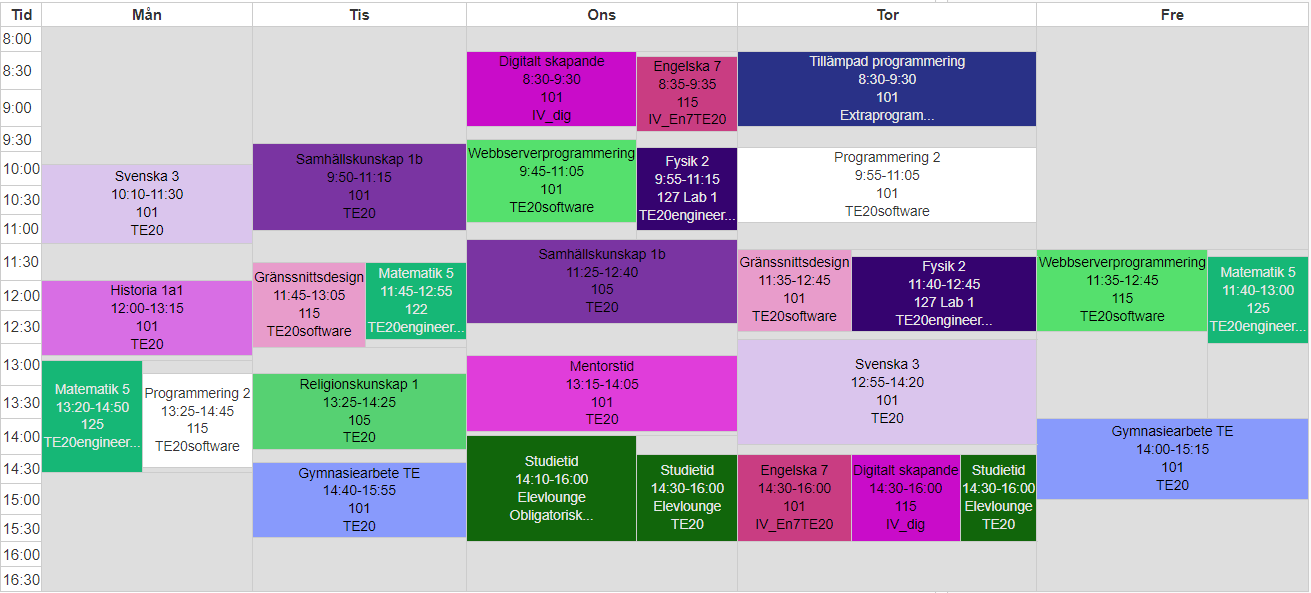 Tid Mån Tis Ons Tor Fre
8:00
8:30
9:00
9:30
10:00
10:30
11:00
11:30
12:00
12:30
13:00
13:30
14:00
14:30
15:00
15:30
16:00
16:30
Svenska 3
10:10-11:30
101
TE20
Historia 1a1
12:00-13:15
101
TE20
Matematik 5
13:20-14:50
125
TE20engineer...
Programmering 2
13:25-14:45
115
TE20software
Samhällskunskap 1b
9:50-11:15
101
TE20
Gränssnittsdesign
11:45-13:05
115
TE20software
Matematik 5
11:45-12:55
122
TE20engineer...
Religionskunskap 1
13:25-14:25
105
TE20
Gymnasiearbete TE
14:40-15:55
101
TE20
Digitalt skapande
8:30-9:30
101
IV_dig
Engelska 7
8:35-9:35
115
IV_En7TE20
Webbserverprogrammering
9:45-11:05
101
TE20software
Fysik 2
9:55-11:15
127 Lab 1
TE20engineer...
Samhällskunskap 1b
11:25-12:40
105
TE20
Mentorstid
13:15-14:05
101
TE20
Studietid
14:10-16:00
Elevlounge
Obligatorisk...
Studietid
14:30-16:00
Elevlounge
TE20
Tillämpad programmering
8:30-9:30
101
Extraprogram...
Programmering 2
9:55-11:05
101
TE20software
Gränssnittsdesign
11:35-12:45
101
TE20software
Fysik 2
11:40-12:45
127 Lab 1
TE20engineer...
Svenska 3
12:55-14:20
101
TE20
Engelska 7
14:30-16:00
101
IV_En7TE20
Digitalt skapande
14:30-16:00
115
IV_dig
Studietid
14:30-16:00
Elevlounge
TE20
Webbserverprogrammering
11:35-12:45
115
TE20software
Matematik 5
11:40-13:00
125
TE20engineer...
Gymnasiearbete TE
14:00-15:15
101
TE20